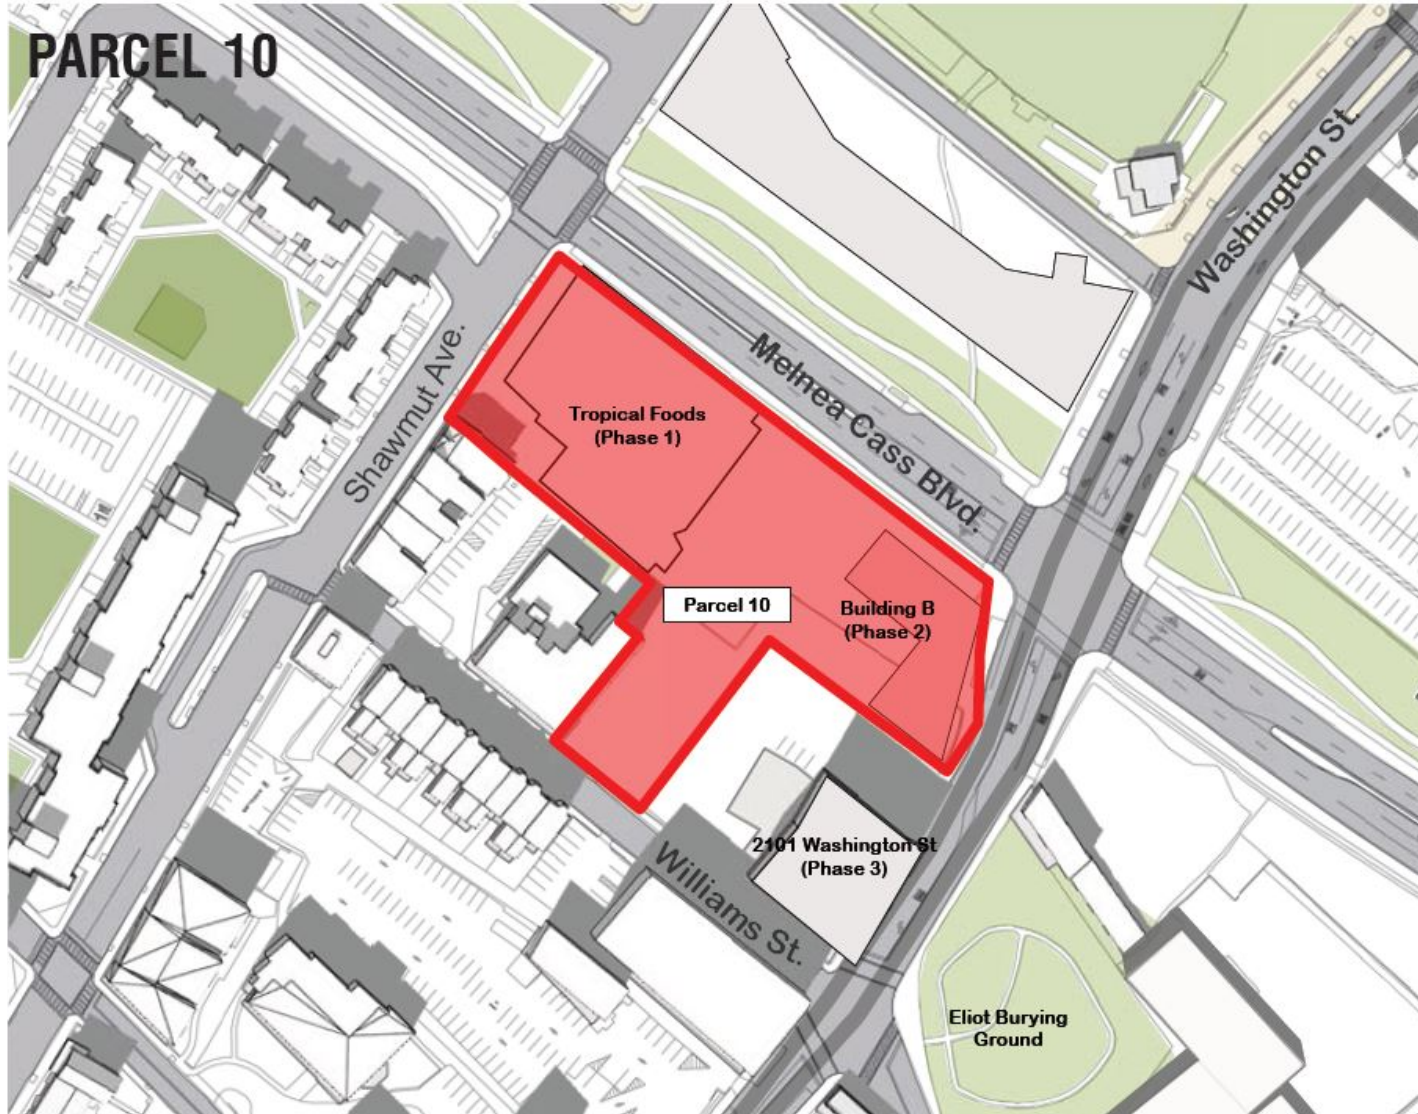 PARCEL 10
Washington St.
Melnea Cass Blvd.
Shawmut Ave.
Tropical Foods
(Phase 1)
Parcel 10
Building B
(Phase 2)
2101 Washington St
(Phase 3)
Williams St.
Eliot Burying
Ground